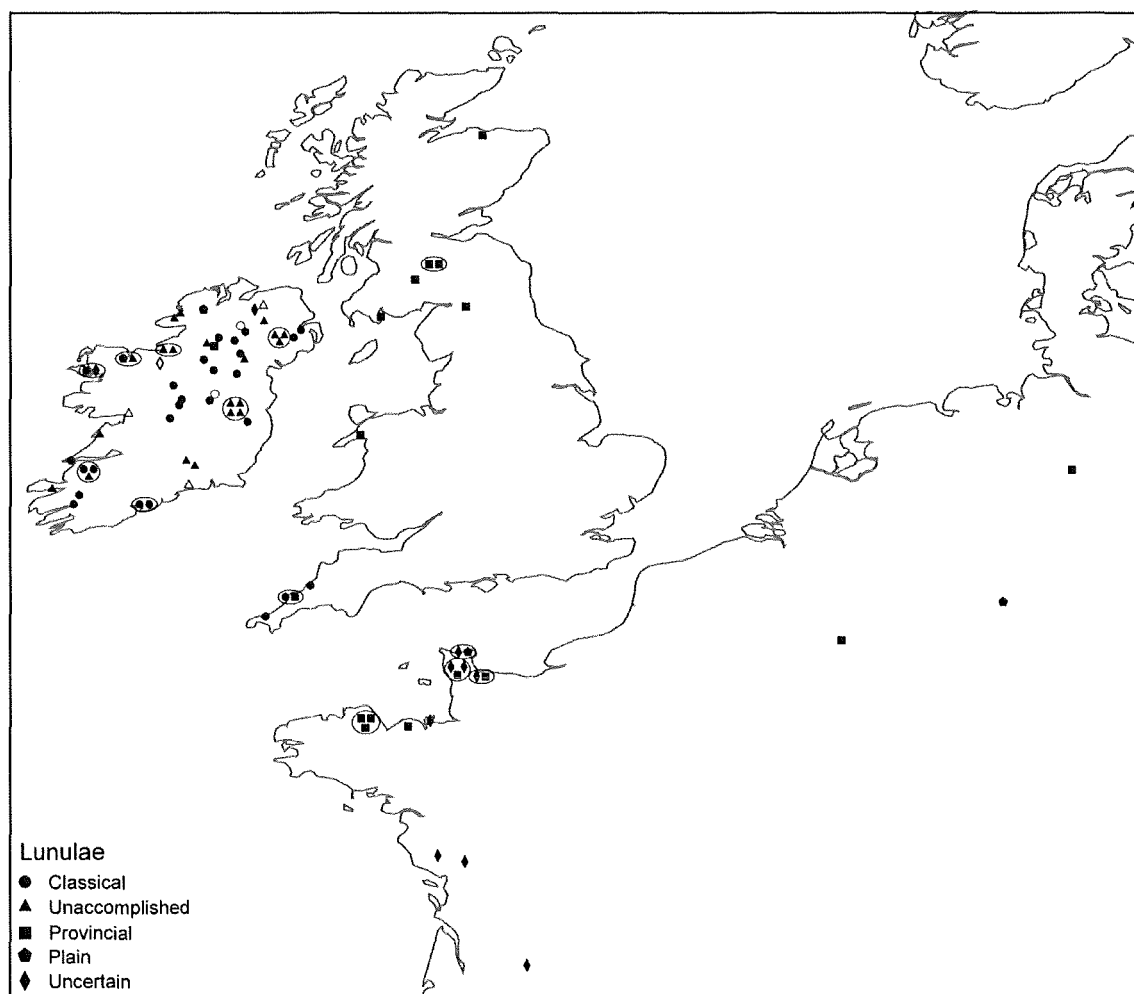 Lunulae
Classical
Unaccomplished
Provincial
Plain
Uncertain